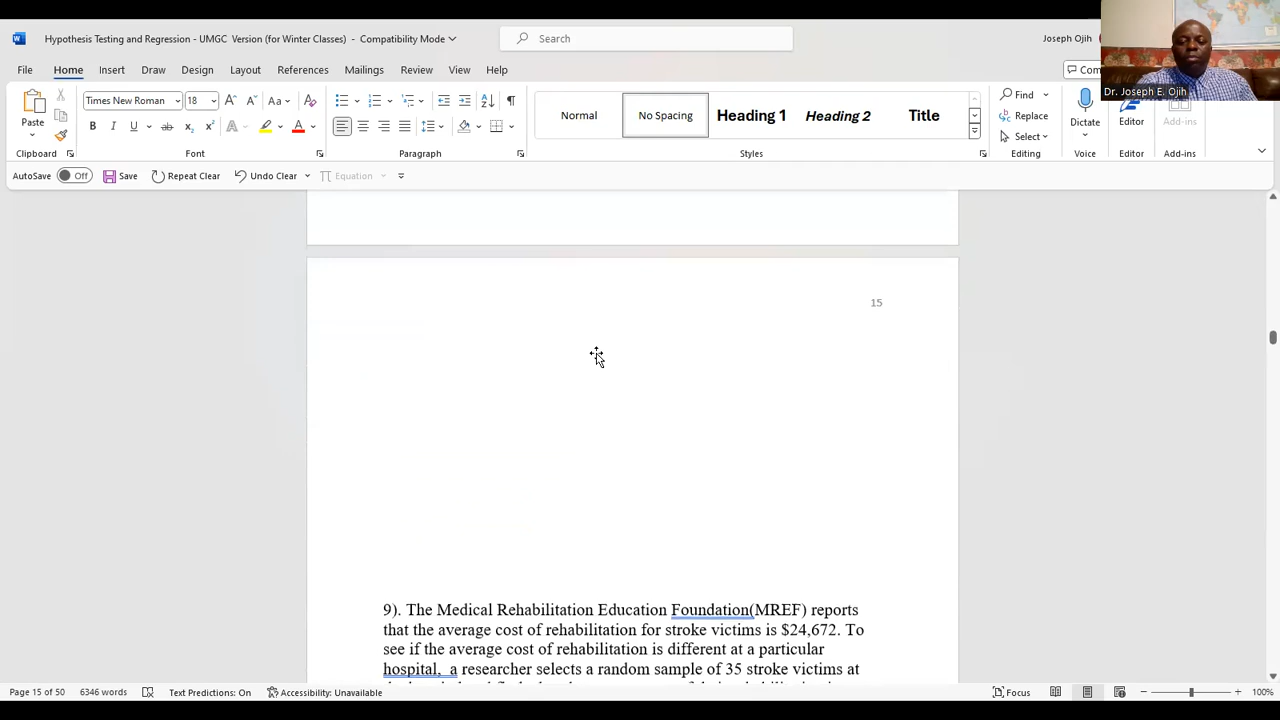 Hypothesis Testing and Regression - UMGC Version (for Winter Classes) - Compatibility Mode
Search
Joseph Ojih
Dr. Joseph E. Ojih
File Home Insert Draw Design Layout References Mailings Review View Help
Com
Paste
Times New Roman 18
Normal No Spacing Heading 1 Heading 2 Title
Find
Replace
Select
Dictate
Editor
Add-ins
Clipboard Font Paragraph Styles Editing Voice Editor Add-ins
AutoSave Off Save Repeat Clear Undo Clear Equation
15
9). The Medical Rehabilitation Education Foundation(MREF) reports
that the average cost of rehabilitation for stroke victims is $24,672. To
see if the average cost of rehabilitation is different at a particular
hospital, a researcher selects a random sample of 35 stroke victims at
Page 15 of 50 6346 words Text Predictions: On Accessibility: Unavailable Focus 100%